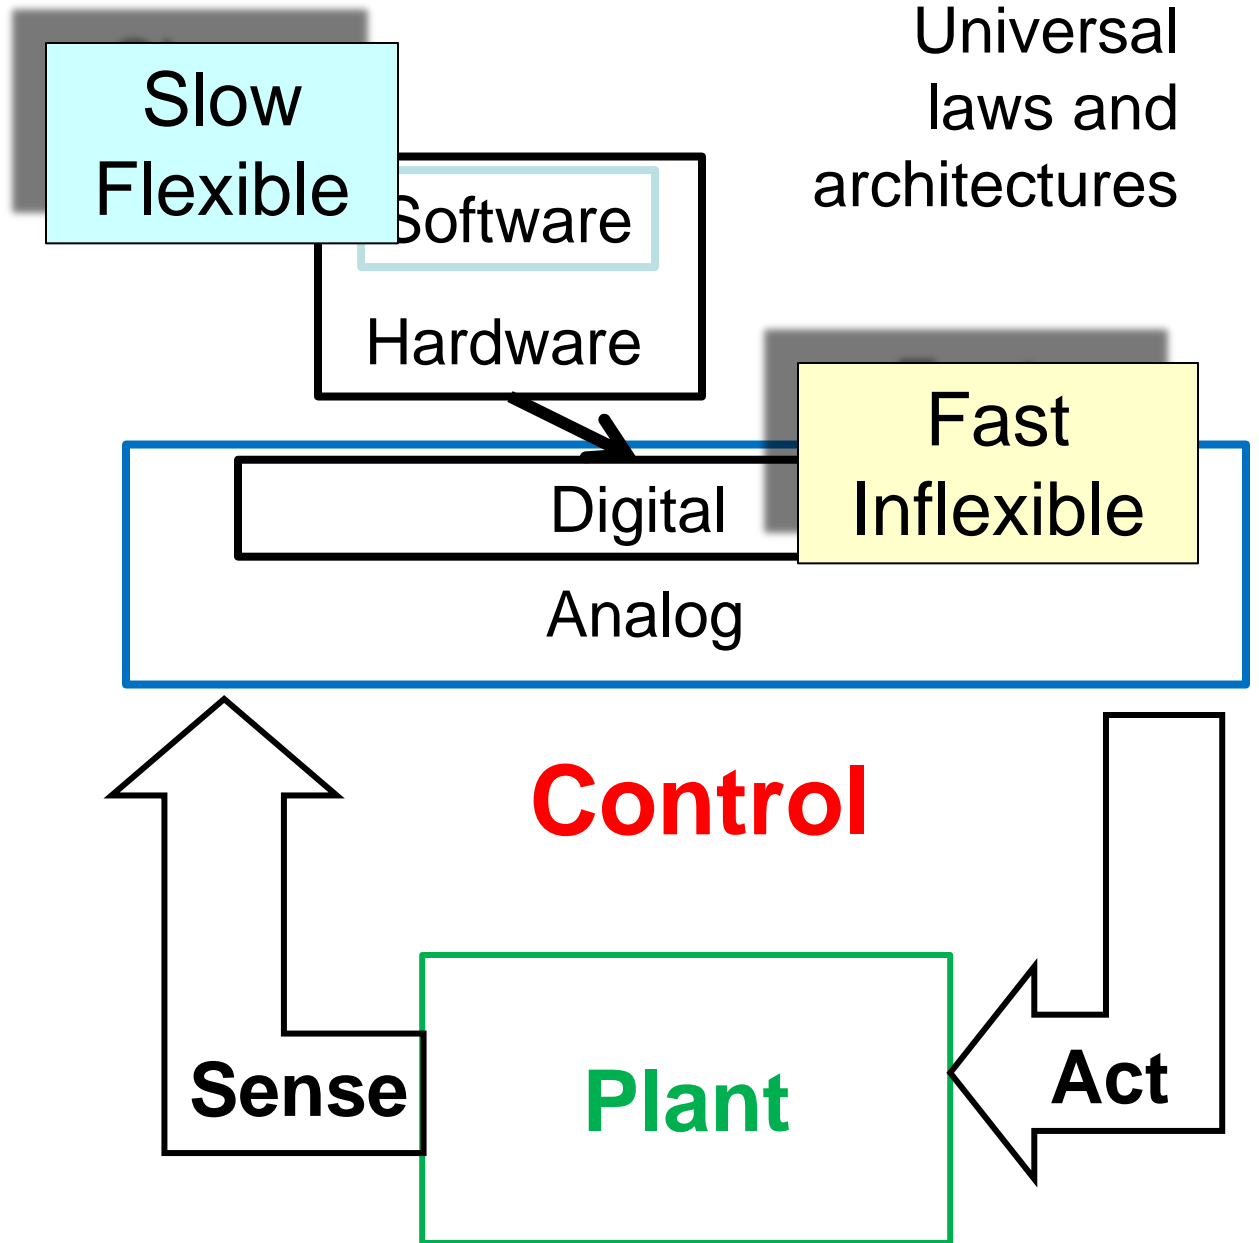 Universal
laws and
architectures
Slow
Flexible
Software
Hardware
Fast
Inflexible
Digital
Analog
Control
Sense
Plant
Act